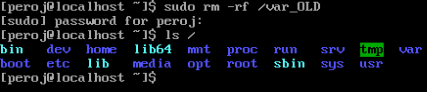 [peroj@localhost ~]$ sudo rm -rf /var_OLD
[sudo] password for peroj:
[peroj@localhost ~]$ ls /
bin dev home lib64 mnt proc run srv tmp var
boot etc lib media opt root sbin sys usr
[peroj@localhost ~]$